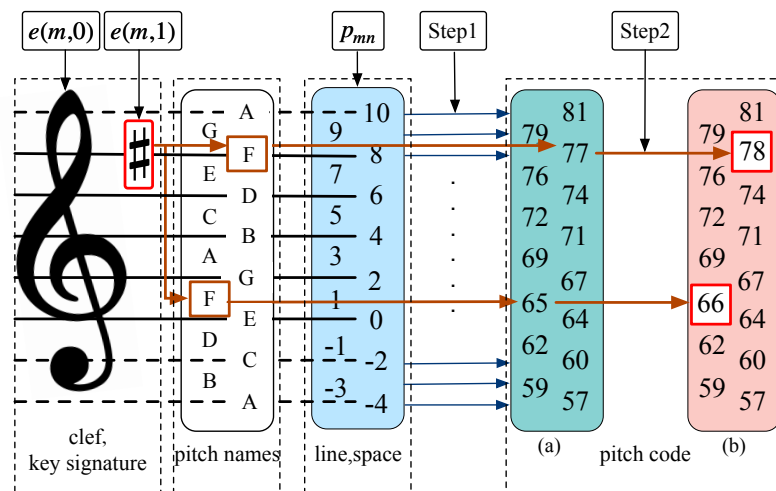 e(m,0) e(m,1) pmn Step1 Step2
A 10 81 81
G 9 79 79
F 8 77 78
E 7 76 76
D 6 74 74
C 5 72 72
B 4 71 71
A 3 69 69
G 2 67 67
F 1 65 66
E 0 64 64
D -1 62 62
C -2 60 60
B -3 59 59
A -4 57 57
clef,
key signature
pitch names
line,space
(a) pitch code (b)